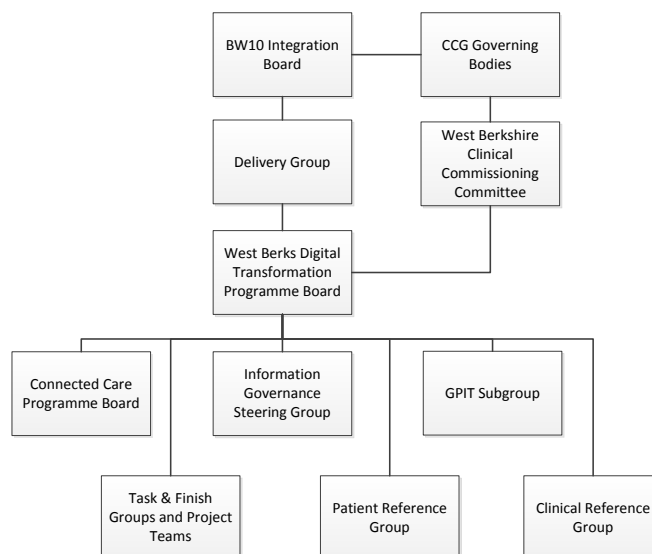 BW10 Integration
Board
CCG Governing
Bodies
Delivery Group
West Berkshire
Clinical
Commissioning
Committee
West Berks Digital
Transformation
Programme Board
Connected Care
Programme Board
Information
Governance
Steering Group
GPIT Subgroup
Task & Finish
Groups and Project
Teams
Patient Reference
Group
Clinical Reference
Group